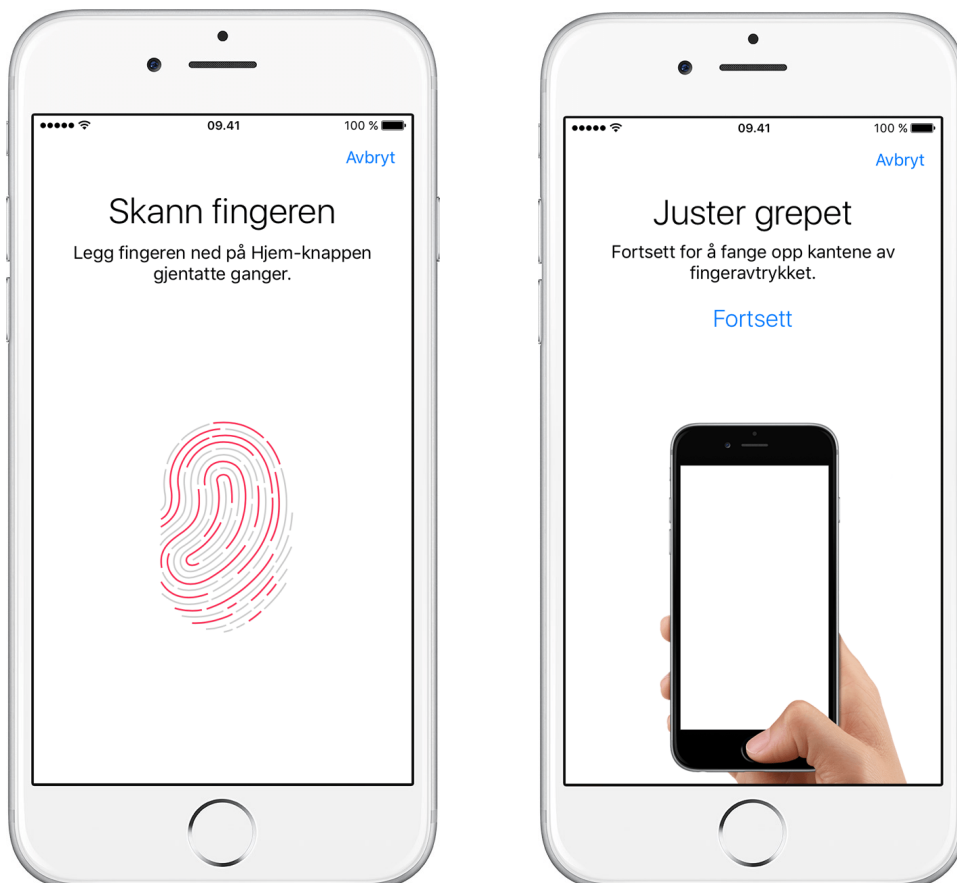 09.41
100 %
Avbryt
Skann fingeren
Legg fingeren ned på Hjem-knappen
gjentatte ganger.
09.41
100 %
Avbryt
Juster grepet
Fortsett for å fange opp kantene av
fingeravtrykket.
Fortsett